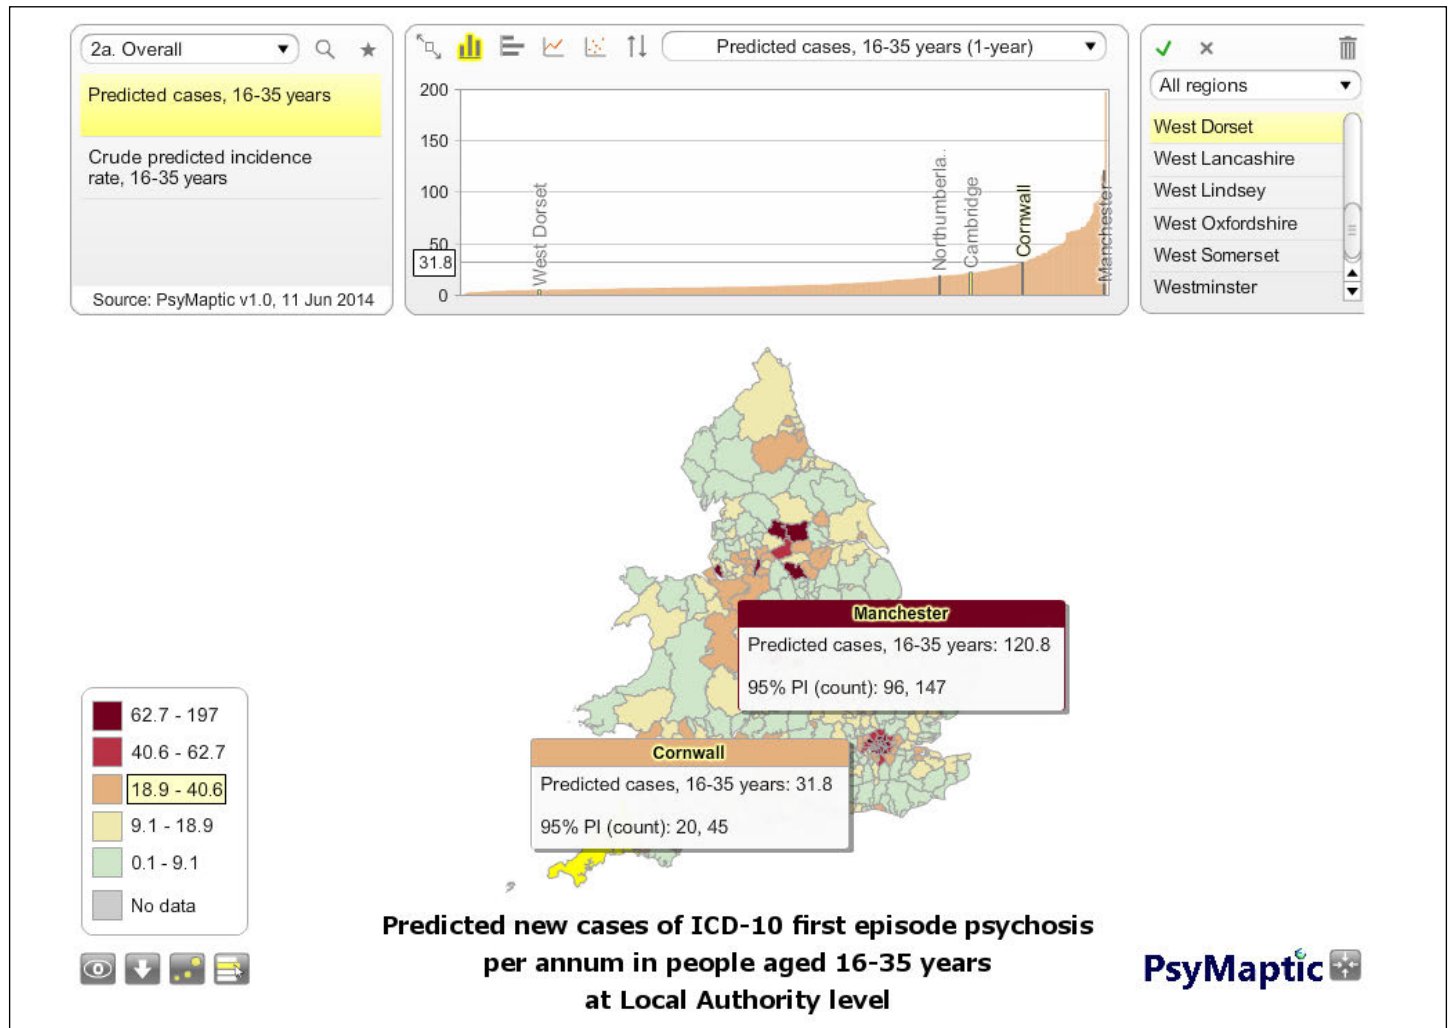 2a. Overall
Predicted cases, 16-35 years
Crude predicted incidence
rate, 16-35 years
Source: PsyMaptic v1.0, 11 Jun 2014
Predicted cases, 16-35 years (1-year)
200
150
100
50
31.8
0
West Dorset
Northumberla..
Cambridge
Cornwall
Manchester
All regions
West Dorset
West Lancashire
West Lindsey
West Oxfordshire
West Somerset
Westminster
Manchester
Predicted cases, 16-35 years: 120.8
95% PI (count): 96, 147
Cornwall
Predicted cases, 16-35 years: 31.8
95% PI (count): 20, 45
62.7 - 197
40.6 - 62.7
18.9 - 40.6
9.1 - 18.9
0.1 - 9.1
No data
Predicted new cases of ICD-10 first episode psychosis
per annum in people aged 16-35 years
at Local Authority level
PsyMaptic